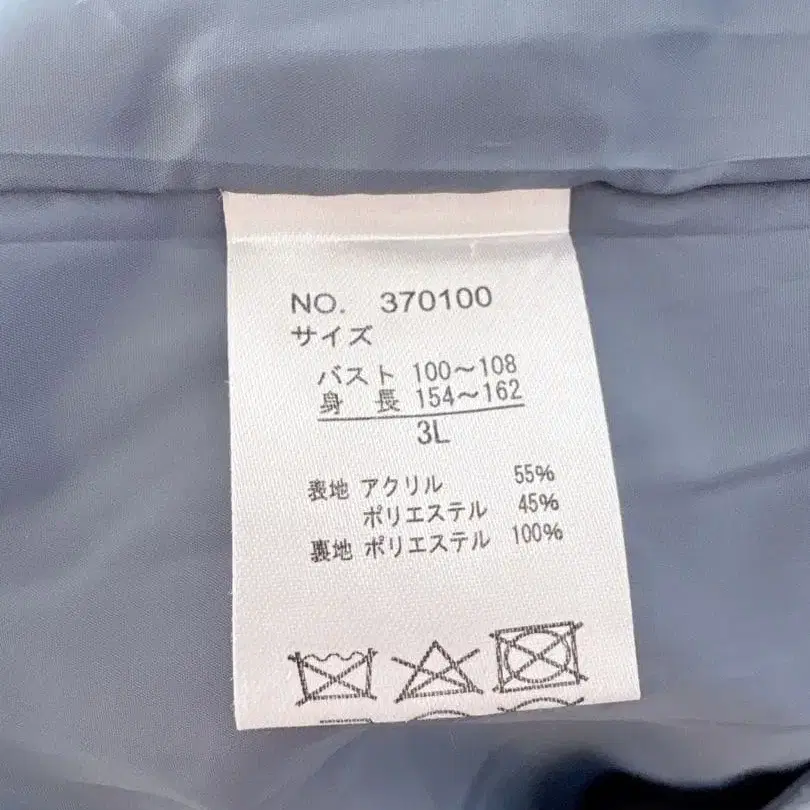 NO. 370100
サイズ
バスト 100～108
身 長 154～162
3L
表地 アクリル 55%
ポリエステル 45%
裏地 ポリエステル 100%